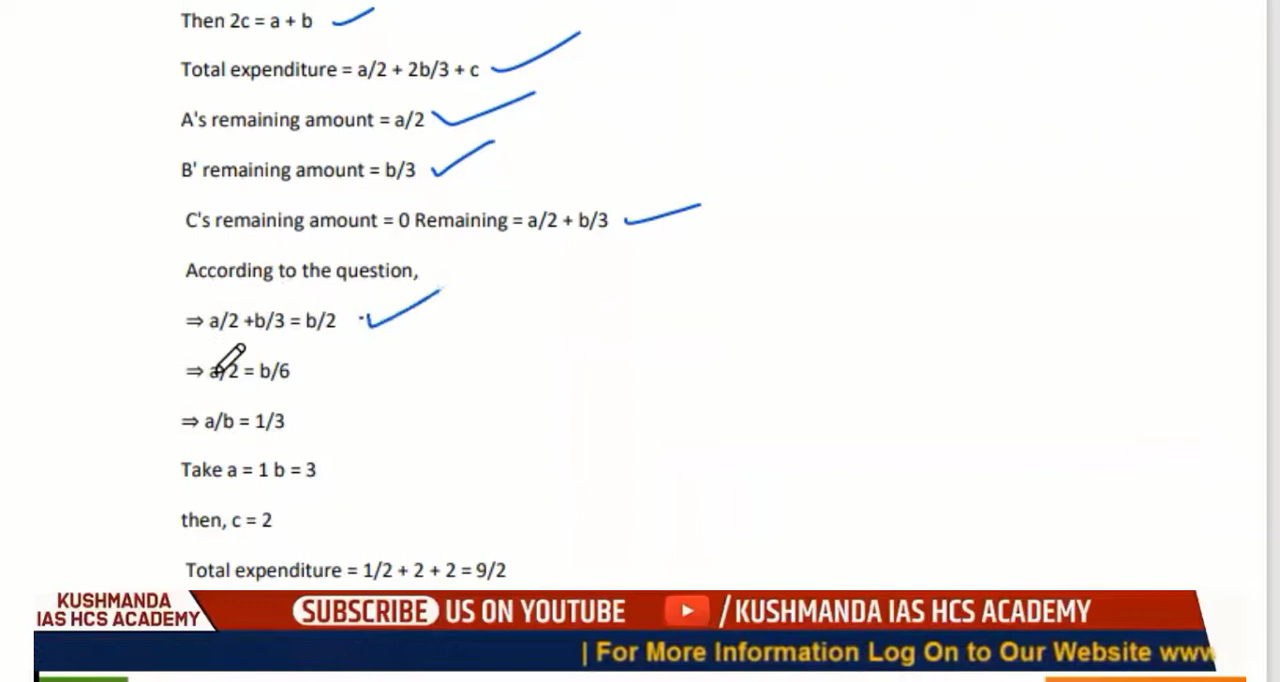 Then 2c = a + b
Total expenditure = a/2 + 2b/3 + c
A's remaining amount = a/2
B' remaining amount = b/3
C's remaining amount = 0 Remaining = a/2 + b/3
According to the question,
⇒ a/2 +b/3 = b/2
⇒ a/2 = b/6
⇒ a/b = 1/3
Take a = 1 b = 3
then, c = 2
Total expenditure = 1/2 + 2 + 2 = 9/2
KUSHMANDA
IAS HCS ACADEMY
SUBSCRIBE US ON YOUTUBE /KUSHMANDA IAS HCS ACADEMY
| For More Information Log On to Our Website www